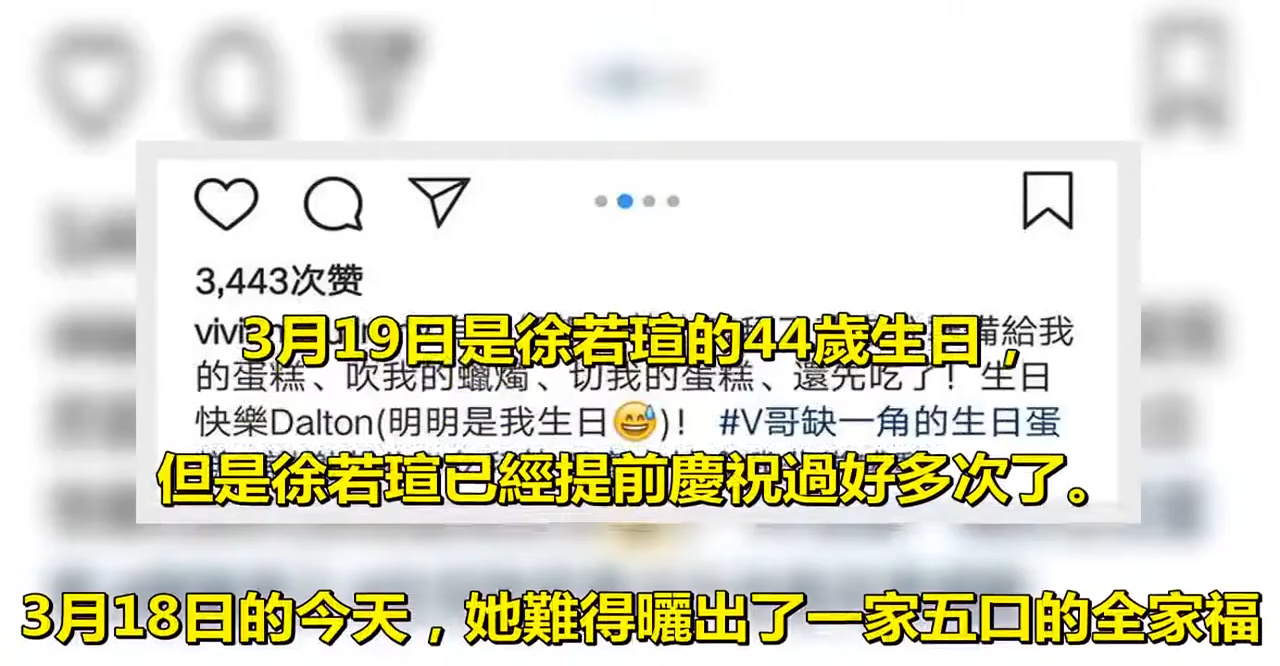 3,443次赞
3月19日是徐若瑄的44歲生日，
備給我
的蛋糕、吹我的蠟燭、切我的蛋糕、還先吃了！生日
快樂Dalton(明明是我生日😅)！ #V哥缺一角的生日蛋
但是徐若瑄已經提前慶祝過好多次了。
3月18日的今天，她難得曬出了一家五口的全家福